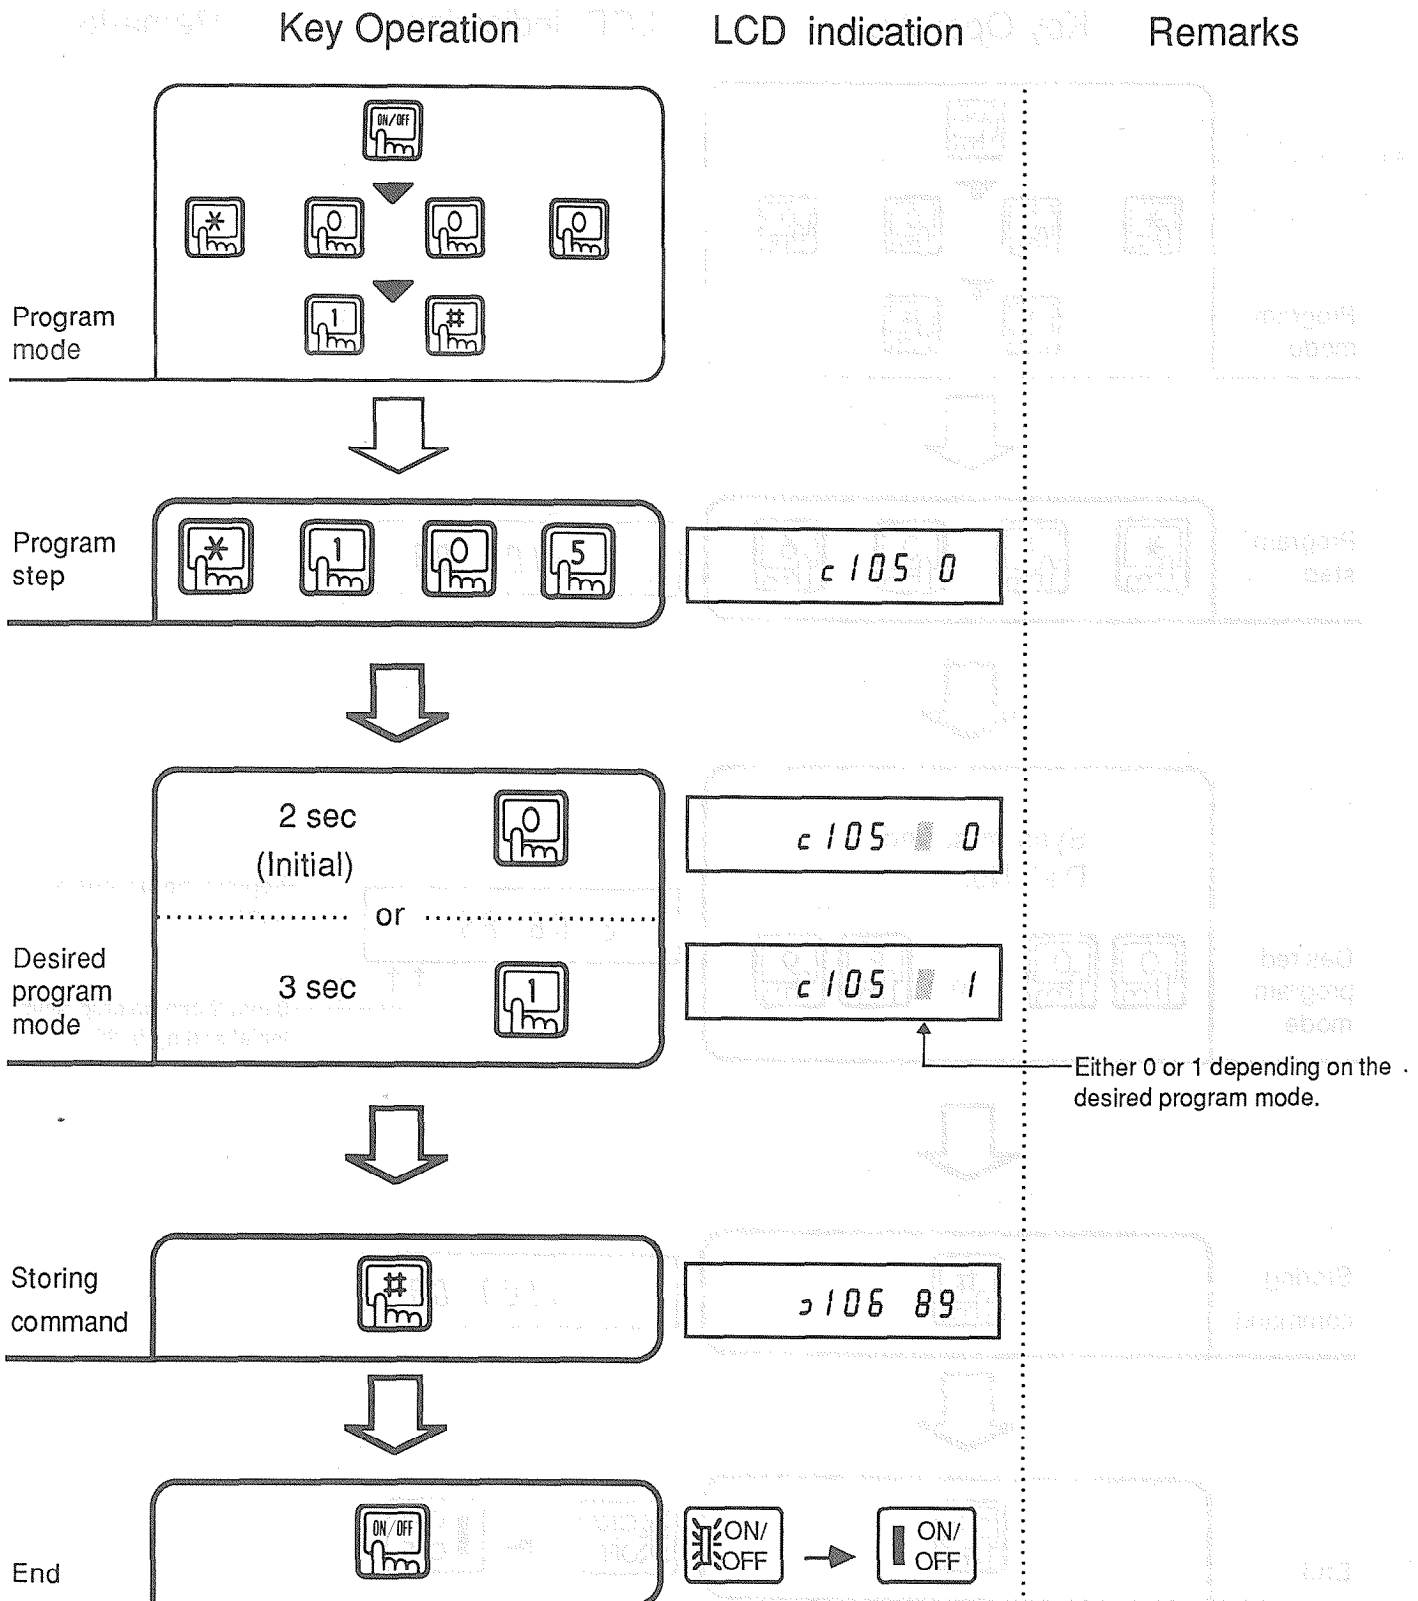 Key Operation LCD indication Remarks
ON/OFF
* 0 0 0
1 #
Program
mode
Program
step
* 1 0 5
c105 0
2 sec
(Initial)
0
c105 0
or
Desired
program
mode
3 sec
1
c105 1
Either 0 or 1 depending on the
desired program mode.
Storing
command
#
ɔ106 89
End
ON/OFF
ON/
OFF
ON/
OFF